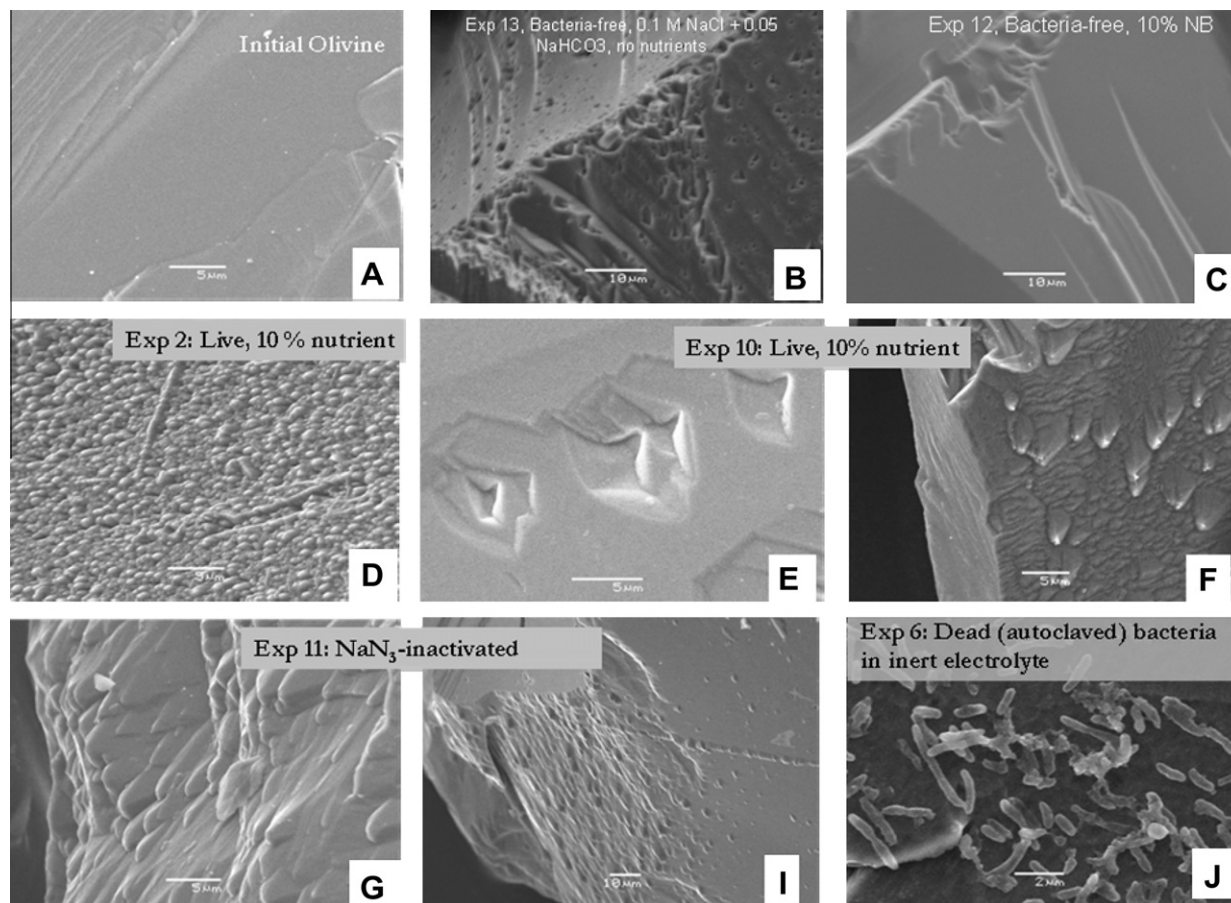 Initial Olivine
5 µm
A
Exp 13, Bacteria-free, 0.1 M NaCl + 0.05
NaHCO3, no nutrients
10 µm
B
Exp 12, Bacteria-free, 10% NB
10 µm
C
Exp 2: Live, 10 % nutrient
5 µm
D
Exp 10: Live, 10% nutrient
5 µm
E
5 µm
F
Exp 11: NaN₃-inactivated
5 µm
G
10 µm
I
Exp 6: Dead (autoclaved) bacteria
in inert electrolyte
2 µm
J